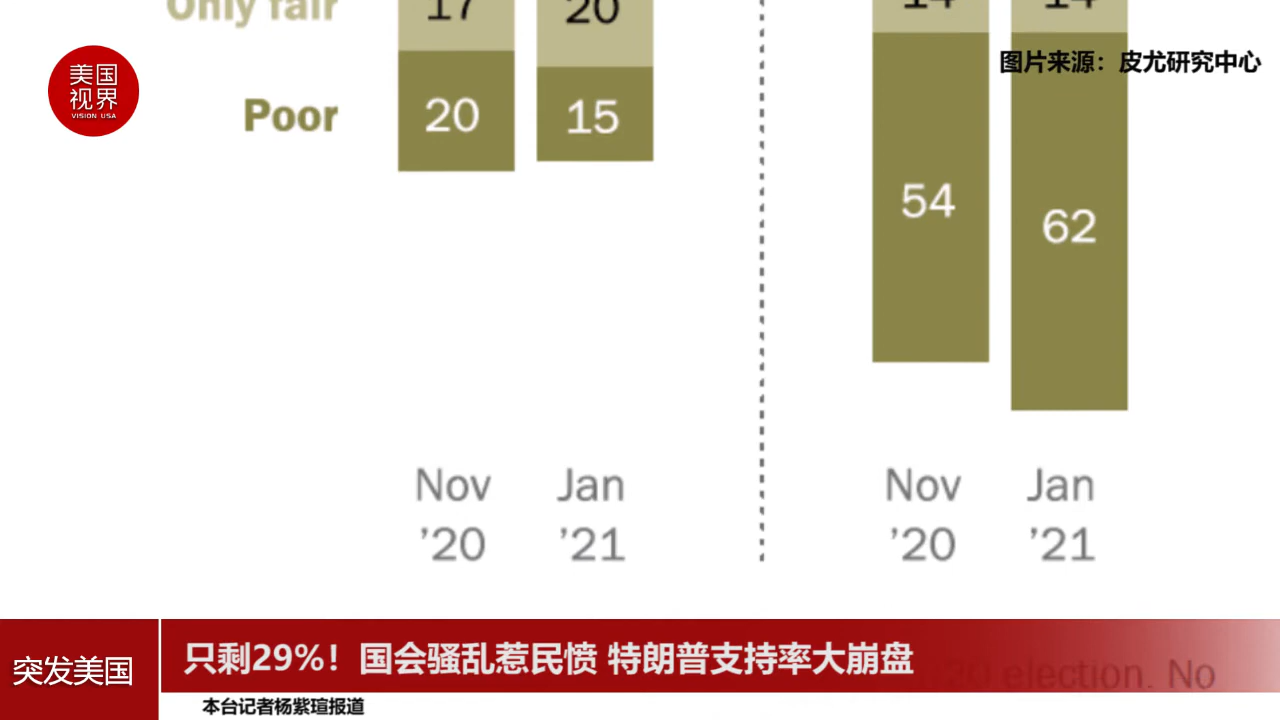 Only fair
17
20
14
14
美国
视界
VISION USA
图片来源：皮尤研究中心
Poor
20
15
54
62
Nov
'20
Jan
'21
Nov
'20
Jan
'21
突发美国
只剩29%！国会骚乱惹民愤 特朗普支持率大崩盘
20 election. No
本台记者杨紫瑄报道